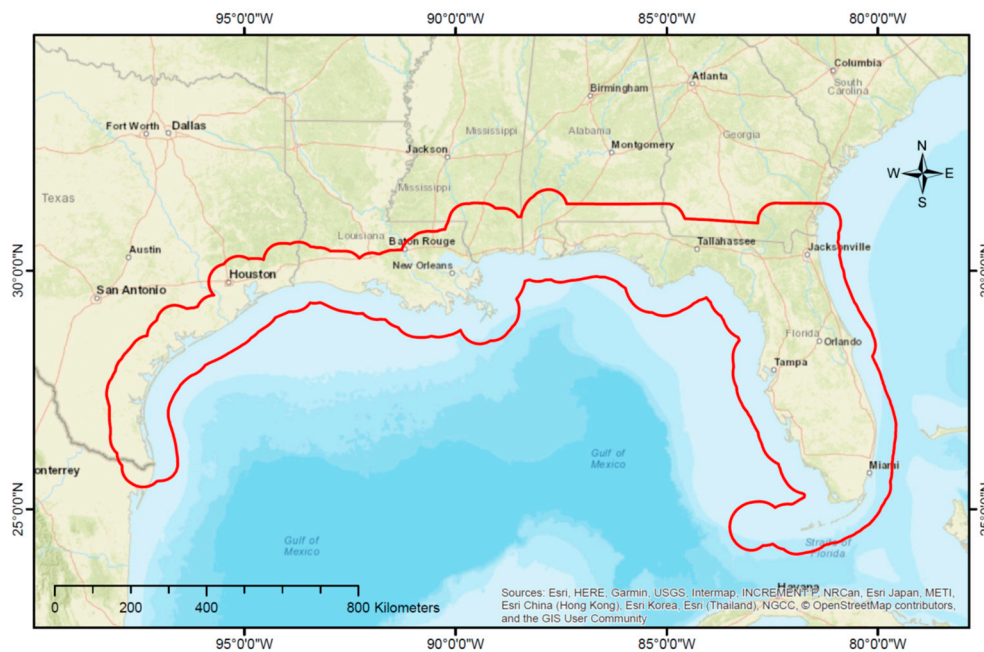 95°0'0"W 90°0'0"W 85°0'0"W 80°0'0"W
Columbia
South
Carolina
Atlanta
Birmingham
Fort Worth Dallas
Mississippi Alabama Georgia
Jackson Montgomery
N
W E
S
Mississippi
Texas
Louisiana
Baton Rouge Tallahassee Jacksonville
Austin
New Orleans
30°0'0"N
Houston
San Antonio
Florida
Orlando
Tampa
onterrey
Gulf of
Mexico
Miami
25°0'0"N 25°0'0"N
Gulf of
Mexico
Straits of
Florida
Havana
0 200 400 800 Kilometers
Sources: Esri, HERE, Garmin, USGS, Intermap, INCREMENT P, NRCan, Esri Japan, METI,
Esri China (Hong Kong), Esri Korea, Esri (Thailand), NGCC, © OpenStreetMap contributors,
and the GIS User Community
95°0'0"W 90°0'0"W 85°0'0"W 80°0'0"W